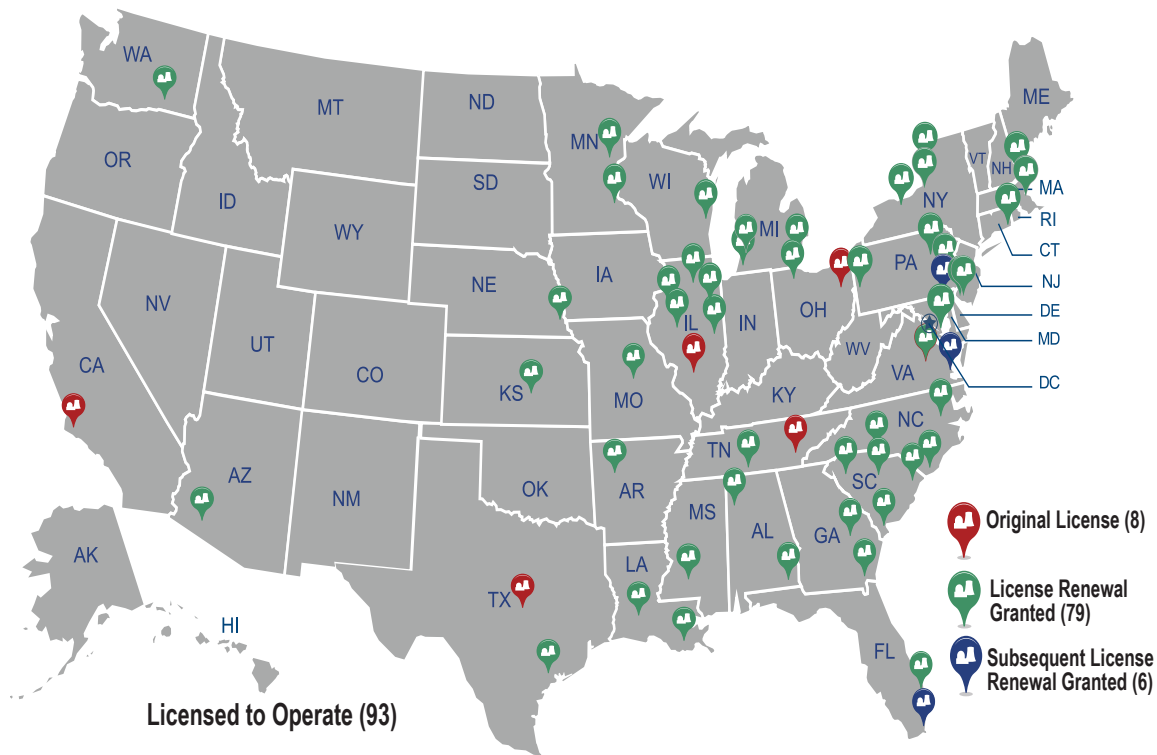 WA
MT
ND
MN
ME
OR
ID
SD
WI
VT
NH
MI
NY
MA
RI
CT
WY
IA
NE
PA
NJ
NV
UT
IL
IN
OH
DE
MD
CA
CO
KS
MO
WV
VA
DC
KY
NC
TN
AZ
NM
OK
AR
SC
MS
AL
GA
AK
TX
LA
HI
FL
Original License (8)
License Renewal
Granted (79)
Subsequent License
Renewal Granted (6)
Licensed to Operate (93)